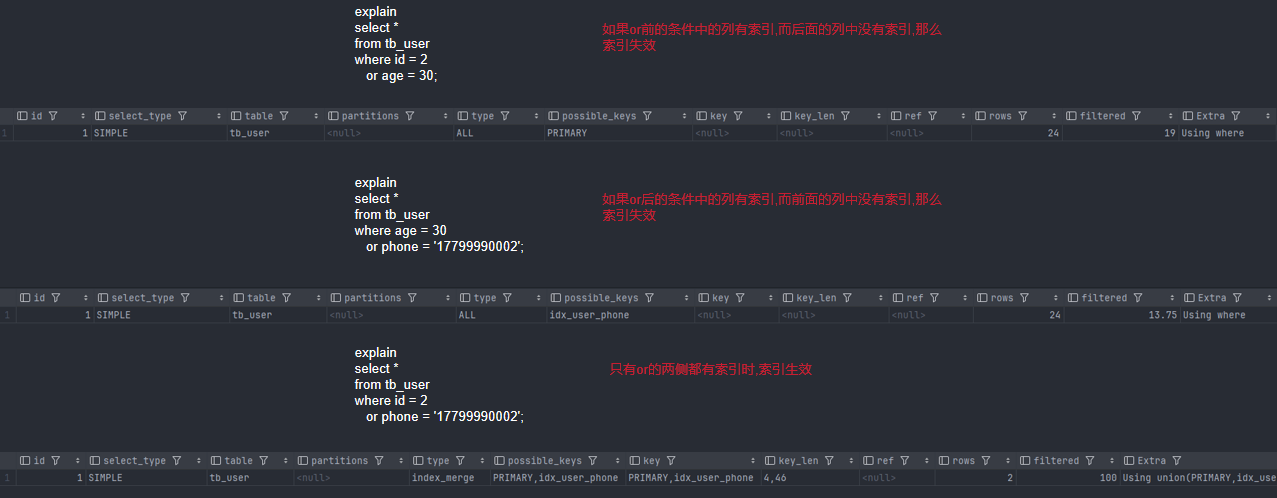 explain
select *
from tb_user
where id = 2
or age = 30;
如果or前的条件中的列有索引,而后面的列中没有索引,那么
索引失效
id select_type table partitions type possible_keys key key_len ref rows filtered Extra
1 1 SIMPLE tb_user <null> ALL PRIMARY <null> <null> <null> 24 19 Using where
explain
select *
from tb_user
where age = 30
or phone = '17799990002';
如果or后的条件中的列有索引,而前面的列中没有索引,那么
索引失效
id select_type table partitions type possible_keys key key_len ref rows filtered Extra
1 1 SIMPLE tb_user <null> ALL idx_user_phone <null> <null> <null> 24 13.75 Using where
explain
select *
from tb_user
where id = 2
or phone = '17799990002';
只有or的两侧都有索引时,索引生效
id select_type table partitions type possible_keys key key_len ref rows filtered Extra
1 1 SIMPLE tb_user <null> index_merge PRIMARY,idx_user_phone PRIMARY,idx_user_phone 4,46 <null> 2 100 Using union(PRIMARY,idx_use